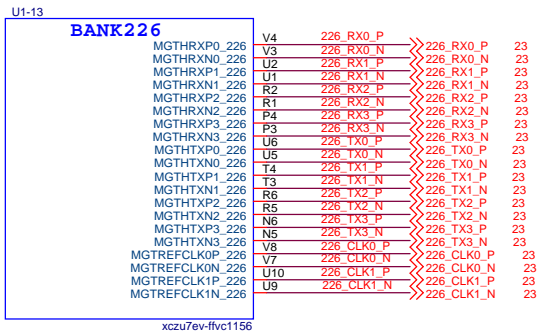 U1-13
BANK226
MGTHRXP0_226 V4 226_RX0_P 226_RX0_P 23
MGTHRXN0_226 V3 226_RX0_N 226_RX0_N 23
MGTHRXP1_226 U2 226_RX1_P 226_RX1_P 23
MGTHRXN1_226 U1 226_RX1_N 226_RX1_N 23
MGTHRXP2_226 R2 226_RX2_P 226_RX2_P 23
MGTHRXN2_226 R1 226_RX2_N 226_RX2_N 23
MGTHRXP3_226 P4 226_RX3_P 226_RX3_P 23
MGTHRXN3_226 P3 226_RX3_N 226_RX3_N 23
MGTHTXP0_226 U6 226_TX0_P 226_TX0_P 23
MGTHTXN0_226 U5 226_TX0_N 226_TX0_N 23
MGTHTXP1_226 T4 226_TX1_P 226_TX1_P 23
MGTHTXN1_226 T3 226_TX1_N 226_TX1_N 23
MGTHTXP2_226 R6 226_TX2_P 226_TX2_P 23
MGTHTXN2_226 R5 226_TX2_N 226_TX2_N 23
MGTHTXP3_226 N6 226_TX3_P 226_TX3_P 23
MGTHTXN3_226 N5 226_TX3_N 226_TX3_N 23
MGTREFCLK0P_226 V8 226_CLK0_P 226_CLK0_P 23
MGTREFCLK0N_226 V7 226_CLK0_N 226_CLK0_N 23
MGTREFCLK1P_226 U10 226_CLK1_P 226_CLK1_P 23
MGTREFCLK1N_226 U9 226_CLK1_N 226_CLK1_N 23
xczu7ev-ffvc1156